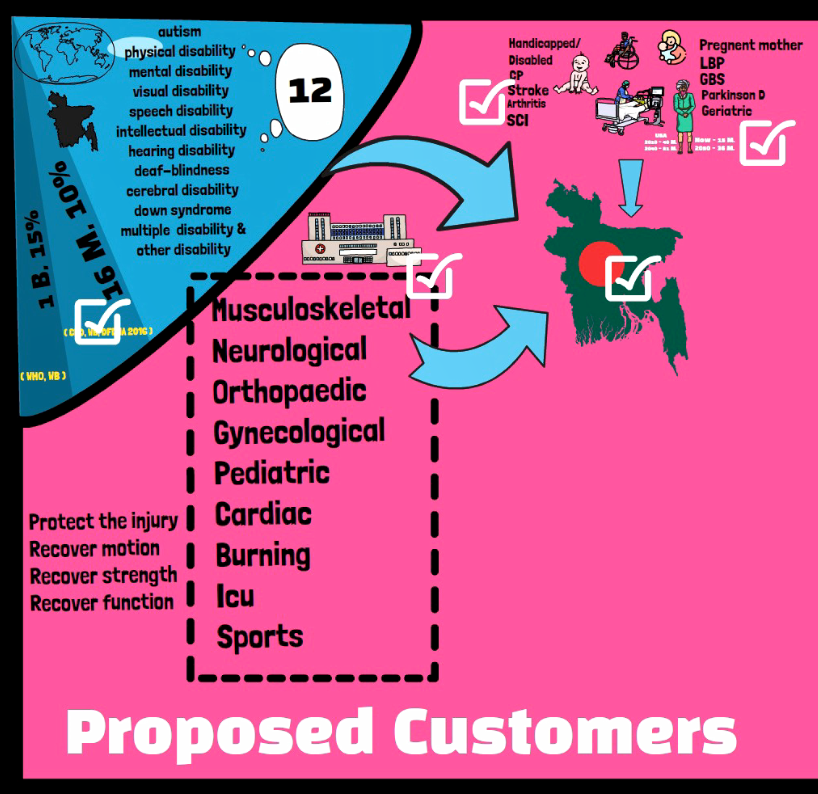 autism
physical disability
mental disability
visual disability
speech disability
intellectual disability
hearing disability
deaf-blindness
cerebral disability
down syndrome
multiple disability &
other disability
12
1 B. 15%
16 M. 10%
2016 )
( WHO, WB )
Handicapped/
Disabled
CP
Stroke
Arthritis
SCI
Pregnent mother
LBP
GBS
Parkinson D
Geriatric
USA
Musculoskeletal
Neurological
Orthopaedic
Gynecological
Pediatric
Cardiac
Burning
Icu
Sports
Protect the injury
Recover motion
Recover strength
Recover function
Proposed Customers